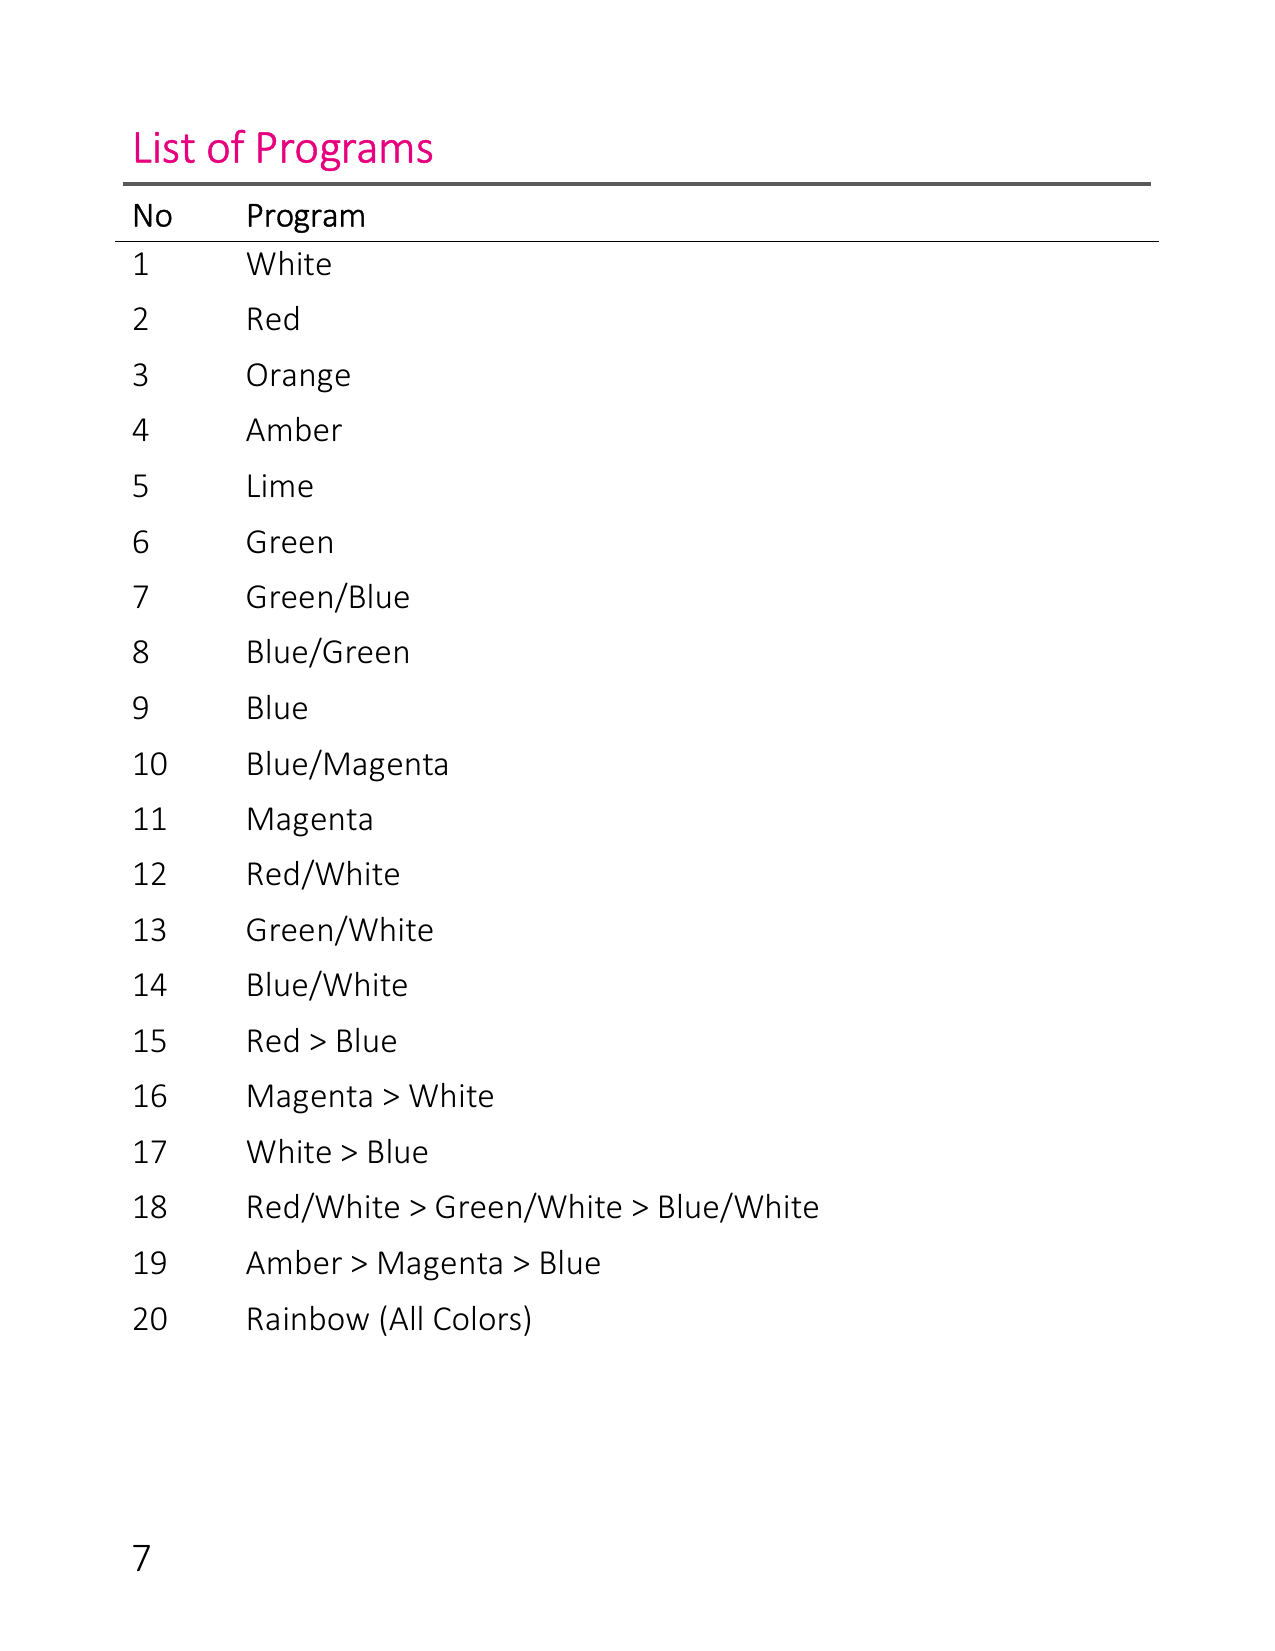 List of Programs
No Program
1 White
2 Red
3 Orange
4 Amber
5 Lime
6 Green
7 Green/Blue
8 Blue/Green
9 Blue
10 Blue/Magenta
11 Magenta
12 Red/White
13 Green/White
14 Blue/White
15 Red > Blue
16 Magenta > White
17 White > Blue
18 Red/White > Green/White > Blue/White
19 Amber > Magenta > Blue
20 Rainbow (All Colors)
7